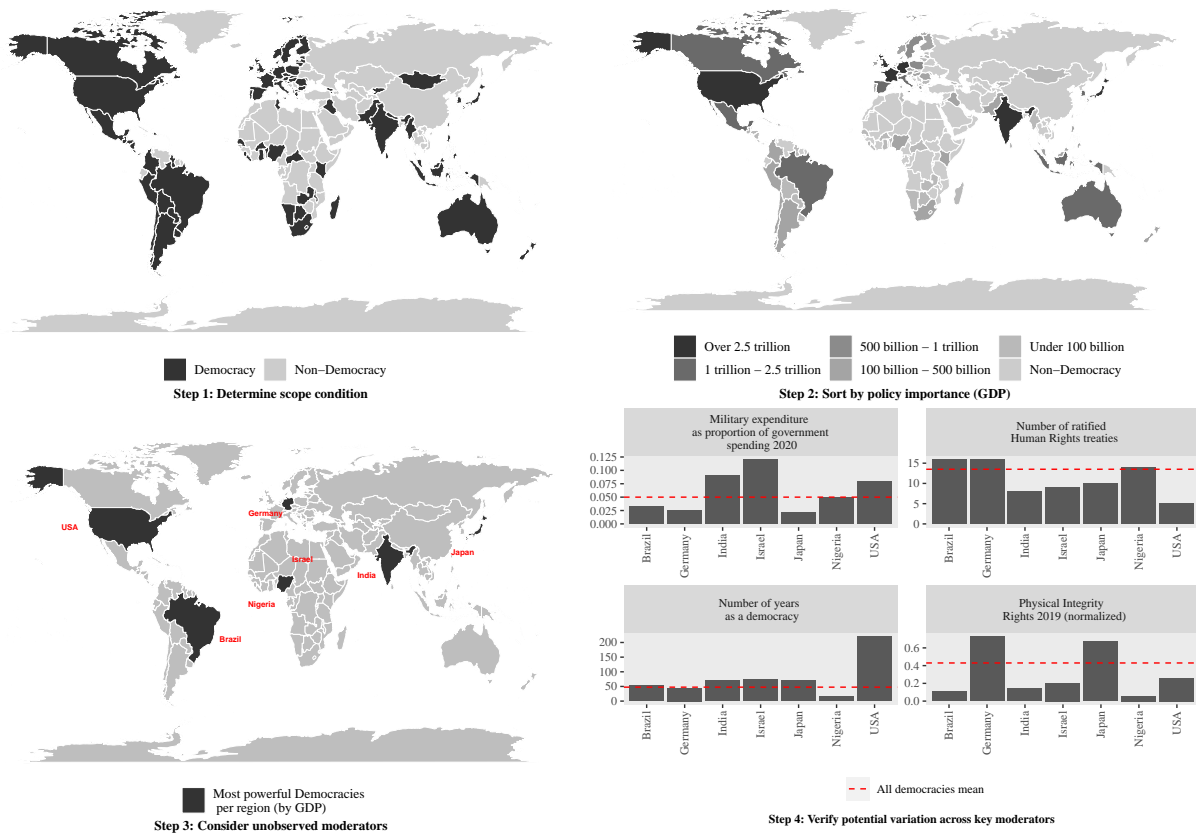 Democracy
Non−Democracy
Step 1: Determine scope condition
Over 2.5 trillion
500 billion − 1 trillion
Under 100 billion
1 trillion − 2.5 trillion
100 billion − 500 billion
Non−Democracy
Step 2: Sort by policy importance (GDP)
USA
Germany
Israel
Japan
India
Nigeria
Brazil
Most powerful Democracies
per region (by GDP)
Step 3: Consider unobserved moderators
Military expenditure
as proportion of government
spending 2020
0.125
0.100
0.075
0.050
0.025
0.000
Brazil
Germany
India
Israel
Japan
Nigeria
USA
Number of ratified
Human Rights treaties
15
10
5
0
Brazil
Germany
India
Israel
Japan
Nigeria
USA
Number of years
as a democracy
200
150
100
50
0
Brazil
Germany
India
Israel
Japan
Nigeria
USA
Physical Integrity
Rights 2019 (normalized)
0.6
0.4
0.2
0.0
Brazil
Germany
India
Israel
Japan
Nigeria
USA
All democracies mean
Step 4: Verify potential variation across key moderators